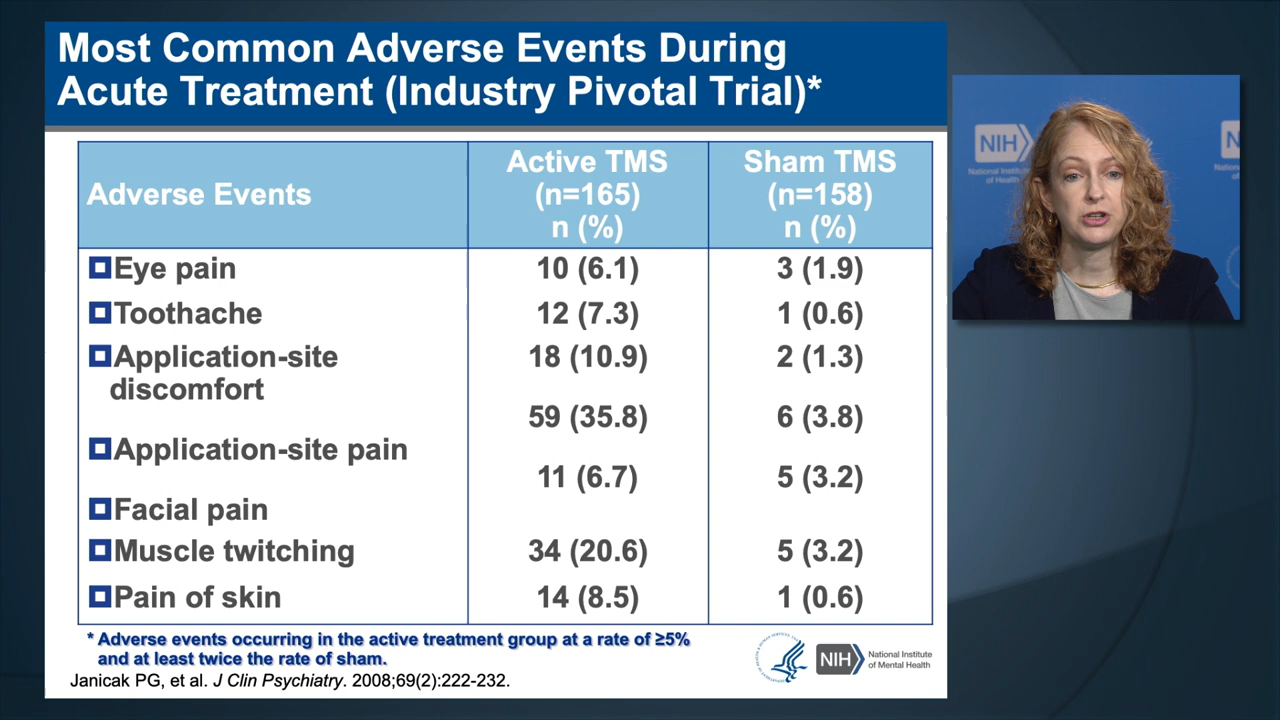 Most Common Adverse Events During
Acute Treatment (Industry Pivotal Trial)*
Adverse Events
Active TMS
(n=165)
n (%)
Sham TMS
(n=158)
n (%)
Eye pain 10 (6.1) 3 (1.9)
Toothache 12 (7.3) 1 (0.6)
Application-site 18 (10.9) 2 (1.3)
discomfort
59 (35.8) 6 (3.8)
Application-site pain
11 (6.7) 5 (3.2)
Facial pain
Muscle twitching 34 (20.6) 5 (3.2)
Pain of skin 14 (8.5) 1 (0.6)
* Adverse events occurring in the active treatment group at a rate of ≥5%
and at least twice the rate of sham.
Janicak PG, et al. J Clin Psychiatry. 2008;69(2):222-232.
NIH
National Institute
of Mental Health
NIH
National Institutes
of Health